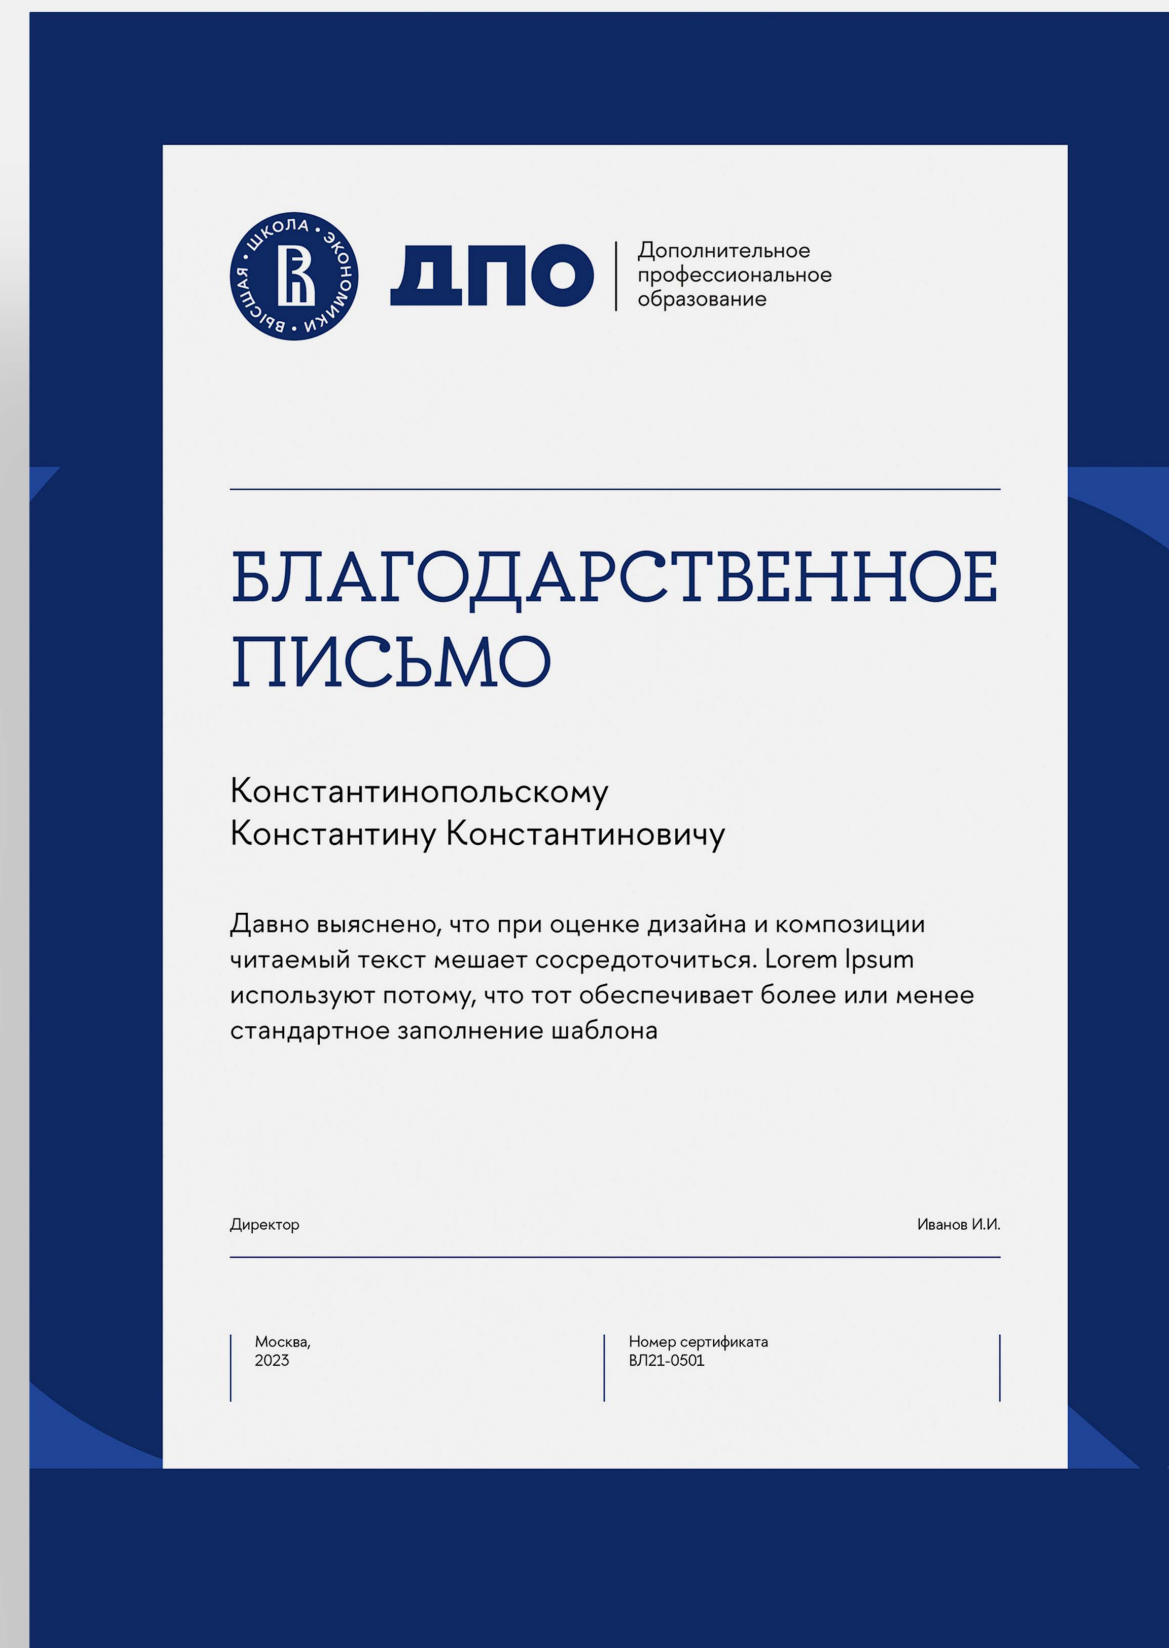 ВЫСШАЯ • ШКОЛА • ЭКОНОМИКИ •
ДПО
Дополнительное
профессиональное
образование
БЛАГОДАРСТВЕННОЕ
ПИСЬМО
Константинопольскому
Константину Константиновичу
Давно выяснено, что при оценке дизайна и композиции
читаемый текст мешает сосредоточиться. Lorem Ipsum
используют потому, что тот обеспечивает более или менее
стандартное заполнение шаблона
Директор
Иванов И.И.
Москва,
2023
Номер сертификата
ВЛ21-0501